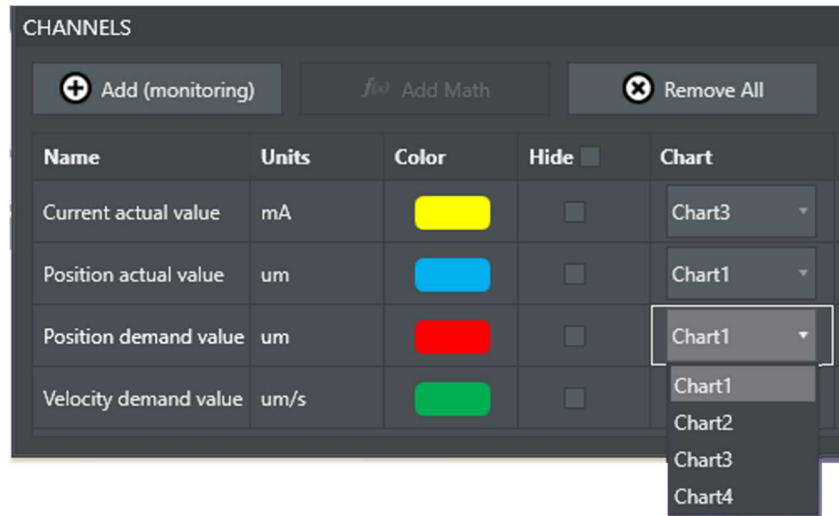 CHANNELS
Add (monitoring) f(x) Add Math Remove All
Name Units Color Hide Chart
Current actual value mA Chart3
Position actual value um Chart1
Position demand value um Chart1
Velocity demand value um/s
Chart1
Chart2
Chart3
Chart4